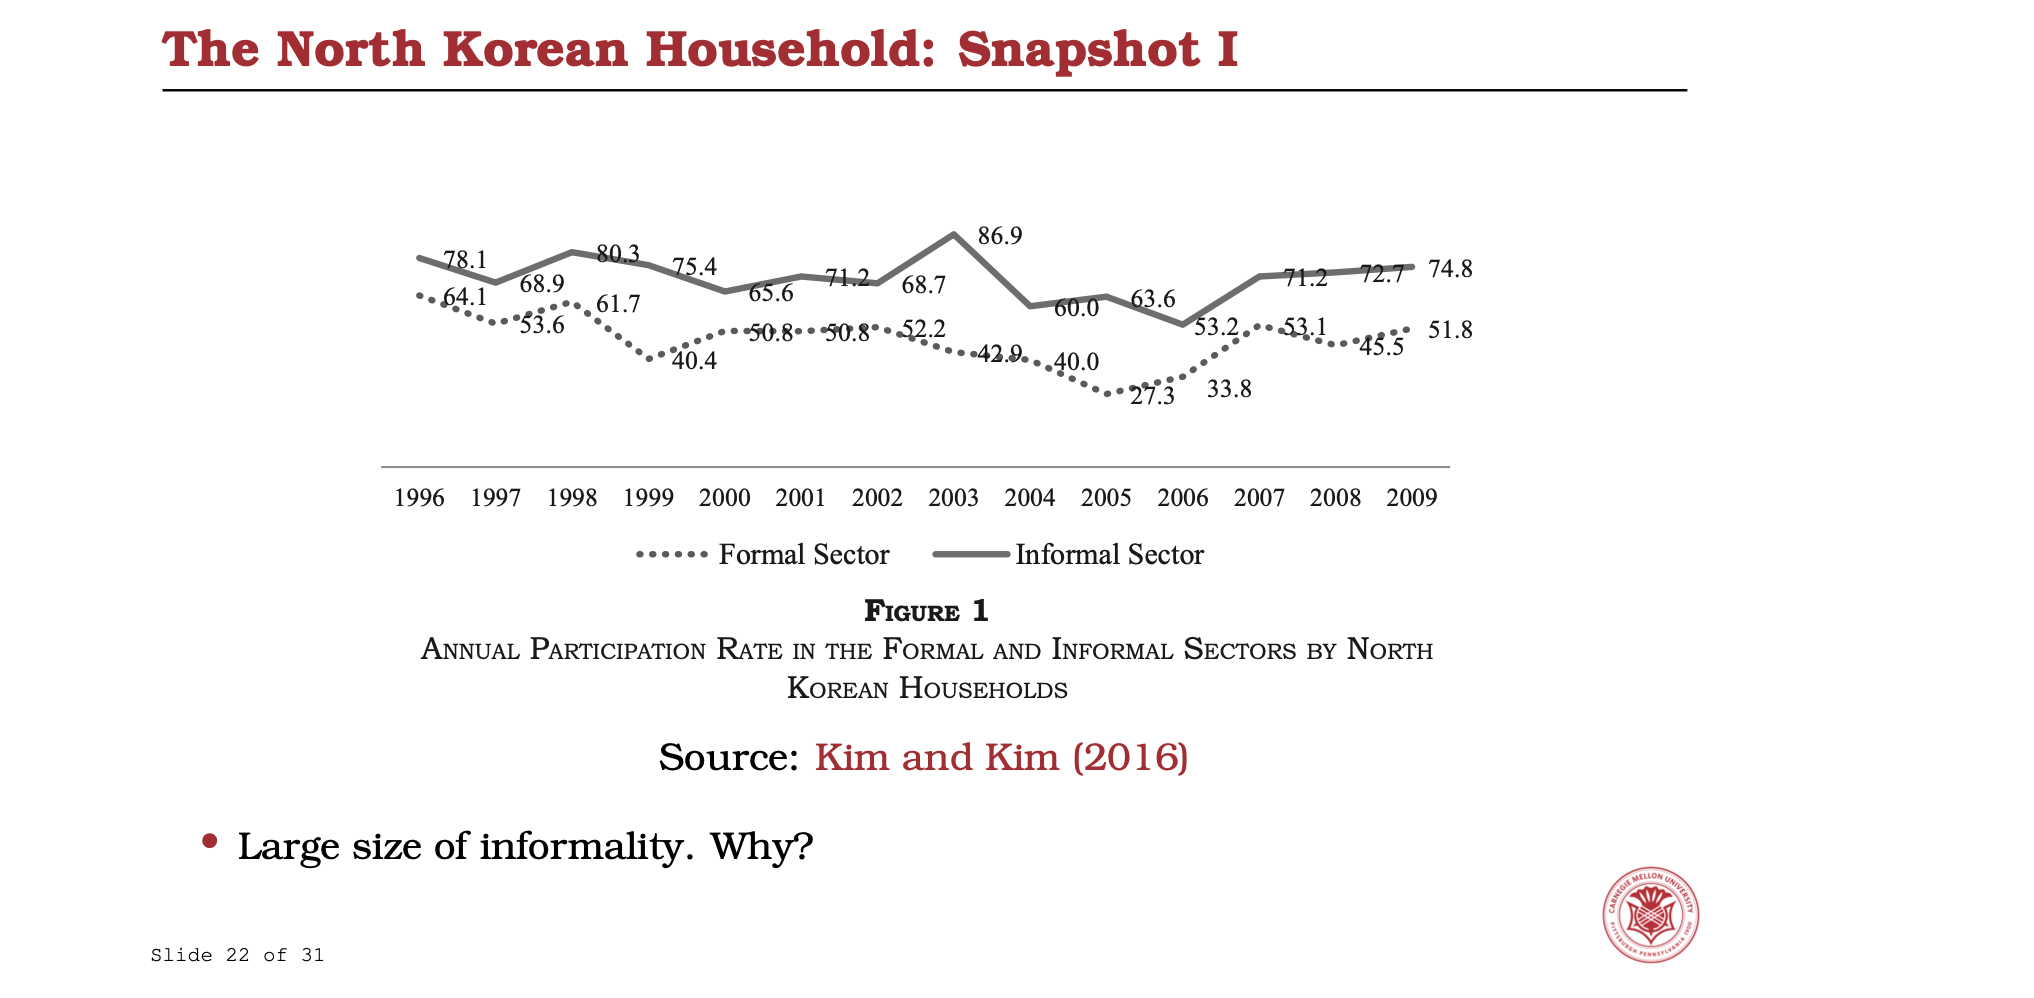 The North Korean Household: Snapshot I
86.9
78.1
80.3
75.4
68.9
65.6
71.2
68.7
60.0
63.6
53.2
71.2
72.7
74.8
64.1
53.6
61.7
40.4
50.8
50.8
52.2
42.9
40.0
27.3
33.8
53.1
45.5
51.8
1996 1997 1998 1999 2000 2001 2002 2003 2004 2005 2006 2007 2008 2009
Formal Sector Informal Sector
Figure 1
Annual Participation Rate in the Formal and Informal Sectors by North
Korean Households
Source: Kim and Kim (2016)
• Large size of informality. Why?
CARNEGIE MELLON UNIVERSITY
PITTSBURGH PENNSYLVANIA 1900
Slide 22 of 31